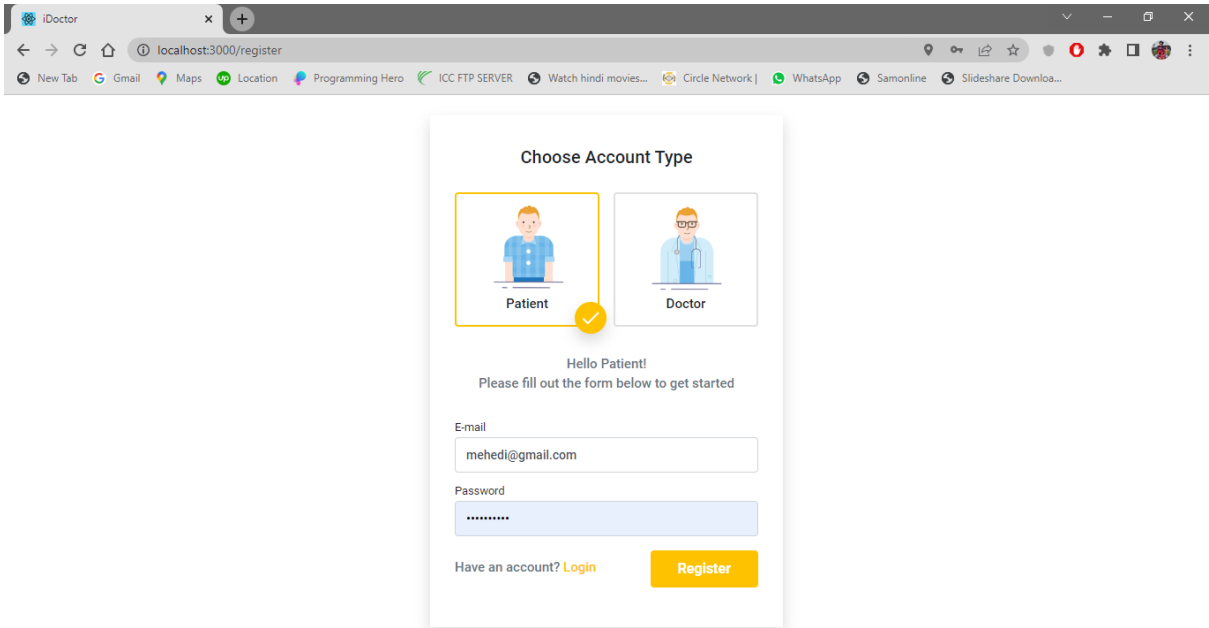 iDoctor
localhost:3000/register
New Tab Gmail Maps Location Programming Hero ICC FTP SERVER Watch hindi movies... Circle Network | WhatsApp Samonline Slideshare Downloa...
Choose Account Type
Patient Doctor
Hello Patient!
Please fill out the form below to get started
E-mail
mehedi@gmail.com
Password
••••••••••
Have an account? Login Register